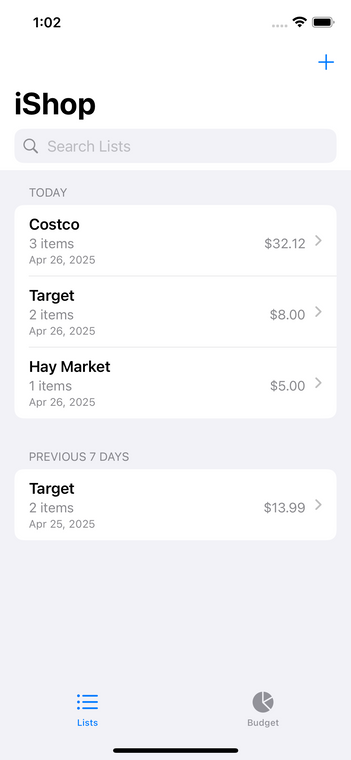 1:02
iShop
Search Lists
TODAY
Costco
3 items
$32.12
Apr 26, 2025
Target
2 items
$8.00
Apr 26, 2025
Hay Market
1 items
$5.00
Apr 26, 2025
PREVIOUS 7 DAYS
Target
2 items
$13.99
Apr 25, 2025
Lists
Budget